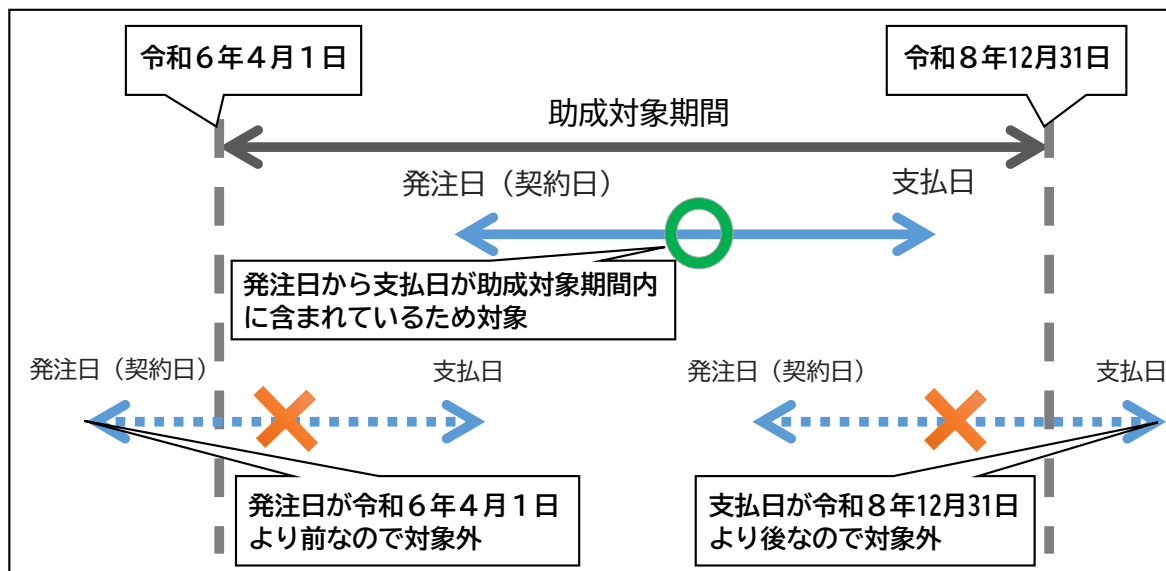 令和６年４月１日
令和８年12月31日
助成対象期間
発注日（契約日）
支払日
発注日から支払日が助成対象期間内
に含まれているため対象
発注日（契約日）
支払日
発注日（契約日）
支払日
発注日が令和６年４月１日
より前なので対象外
支払日が令和８年12月31日
より後なので対象外